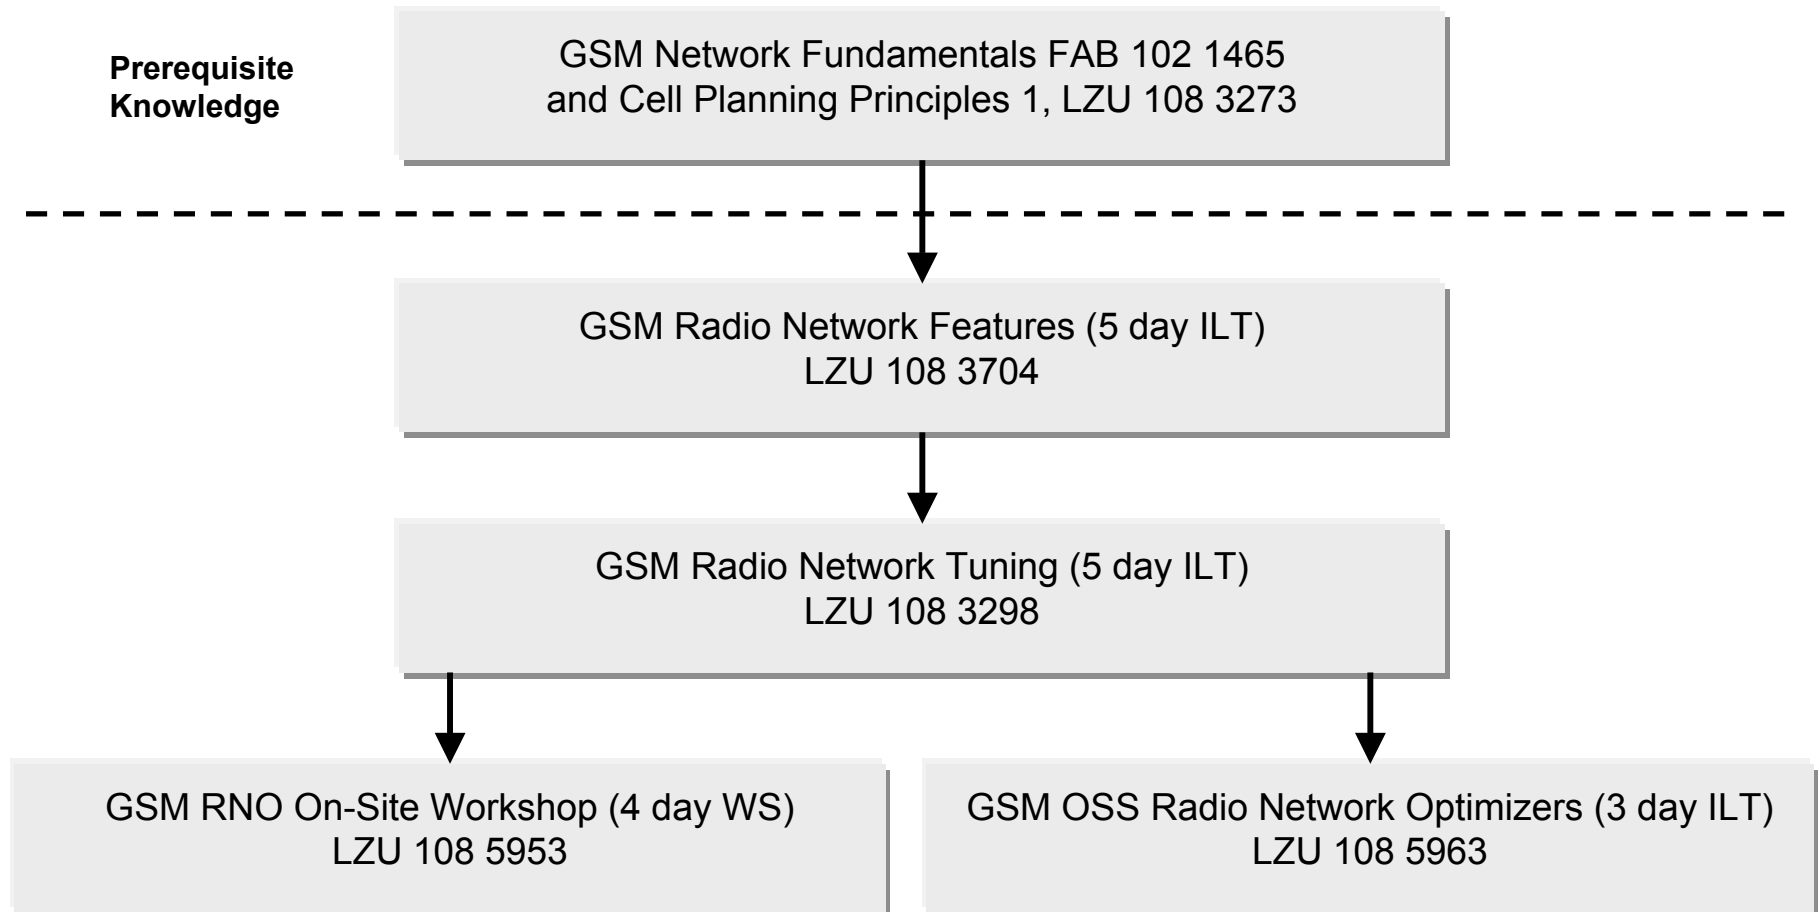 Prerequisite
Knowledge
GSM Network Fundamentals FAB 102 1465
and Cell Planning Principles 1, LZU 108 3273
GSM Radio Network Features (5 day ILT)
LZU 108 3704
GSM Radio Network Tuning (5 day ILT)
LZU 108 3298
GSM RNO On-Site Workshop (4 day WS)
LZU 108 5953
GSM OSS Radio Network Optimizers (3 day ILT)
LZU 108 5963